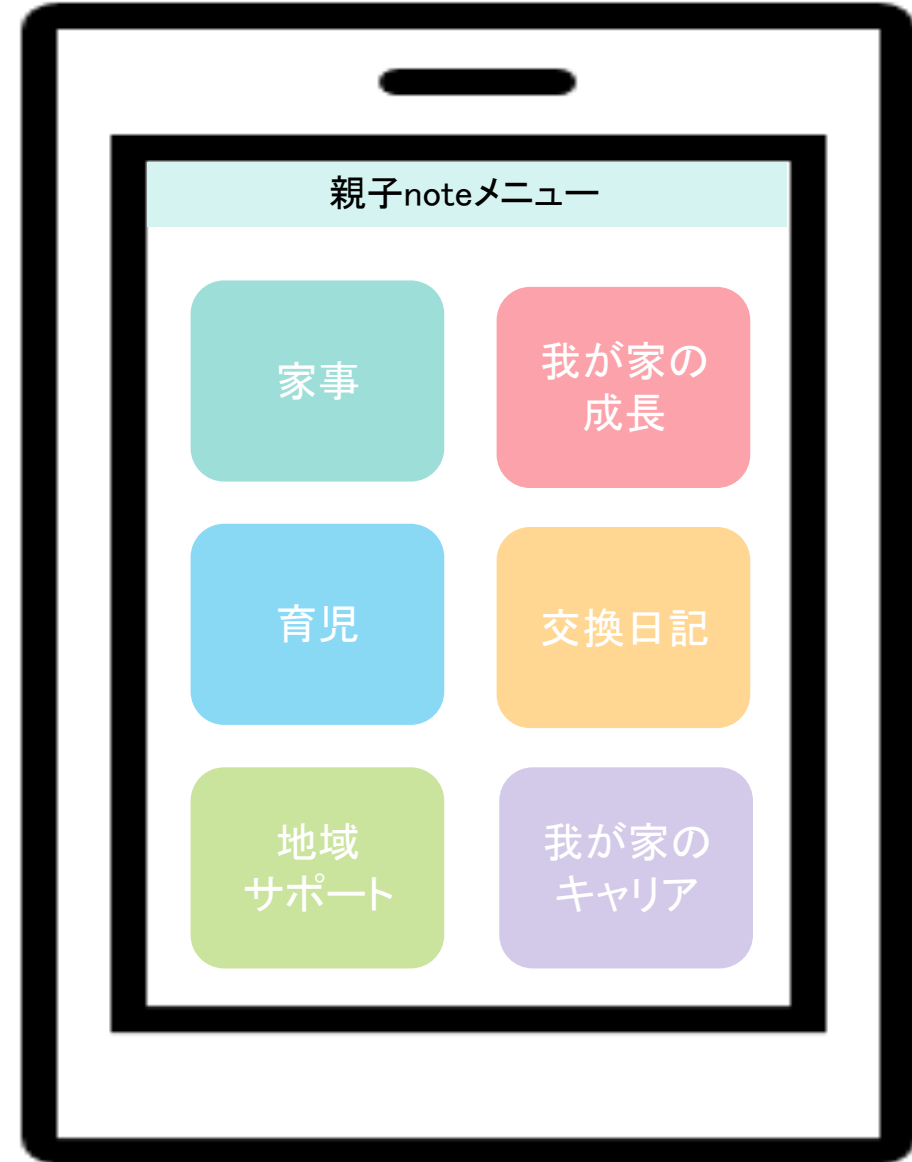 親子noteメニュー
家事
我が家の
成長
育児
交換日記
地域
サポート
我が家の
キャリア